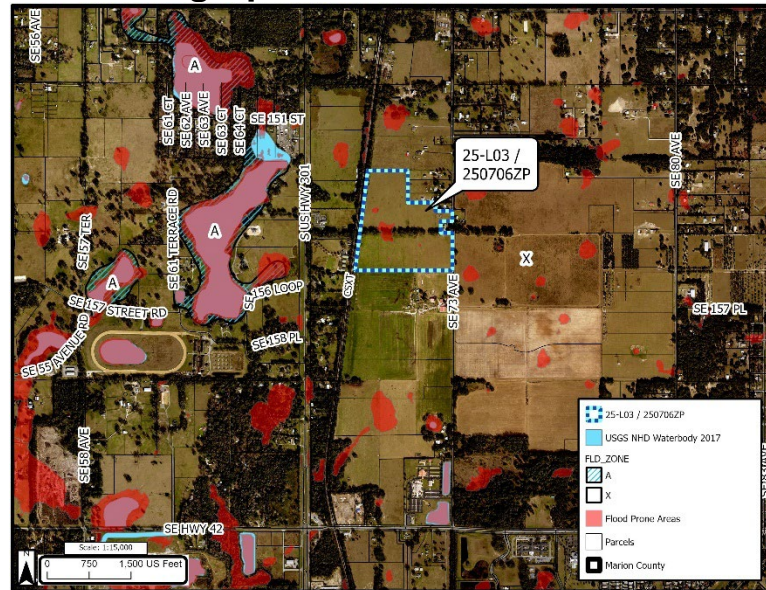 SE 56 AVE
A
SE 61 CT
SE 62 AVE
SE 63 AVE
SE 63 CT
SE 64 CT
SE 151 ST
25-L03 /
250706ZP
SE 80 AVE
S US HWY 301
SE 61 TERRACE RD
SE 57 TER
A
X
A
CSXT
SE 73 AVE
SE 156 LOOP
SE 157 STREET RD
SE 157 PL
SE 55 AVENUE RD
SE 158 PL
SE 58 AVE
SE HWY 42
25-L03 / 250706ZP
USGS NHD Waterbody 2017
FLD_ZONE
A
X
Flood Prone Areas
Parcels
Marion County
N
Scale: 1:15,000
0 750 1,500 US Feet